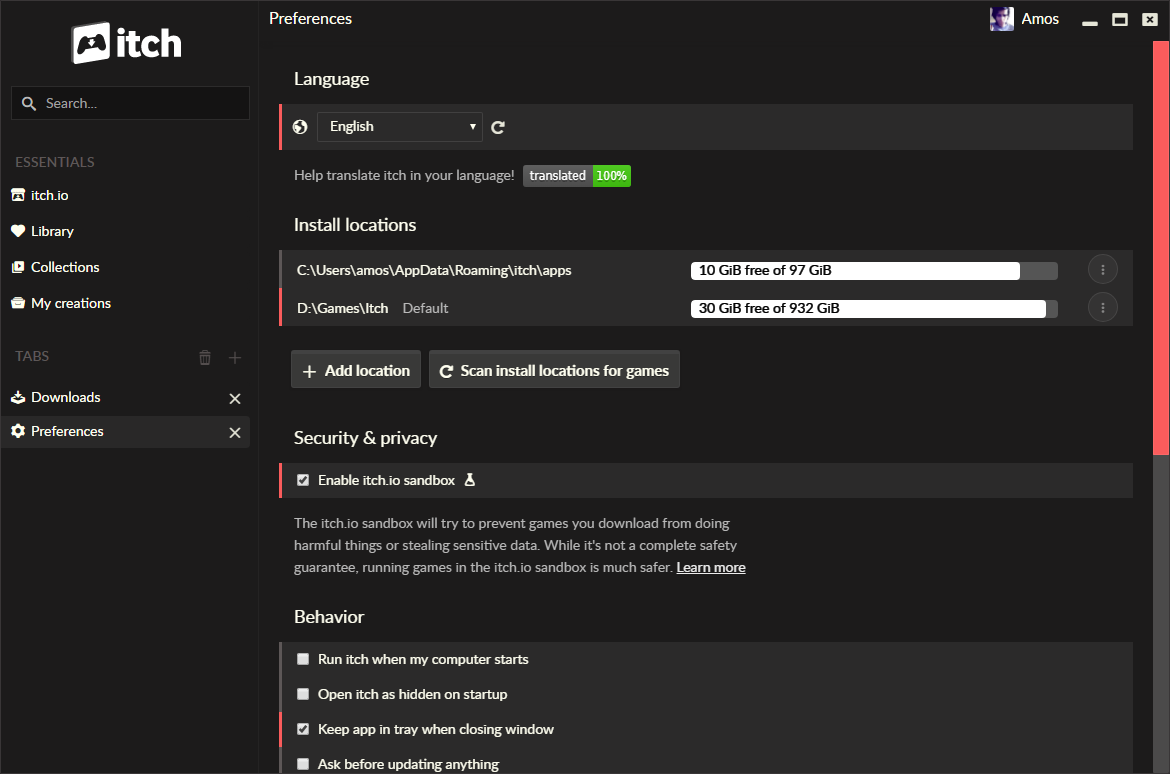 itch
Preferences
Amos
Search...
ESSENTIALS
itch.io
Library
Collections
My creations
TABS
Downloads
Preferences
Language
English
Help translate itch in your language! translated 100%
Install locations
C:\Users\amos\AppData\Roaming\itch\apps 10 GiB free of 97 GiB
D:\Games\Itch Default 30 GiB free of 932 GiB
Add location Scan install locations for games
Security & privacy
Enable itch.io sandbox
The itch.io sandbox will try to prevent games you download from doing
harmful things or stealing sensitive data. While it's not a complete safety
guarantee, running games in the itch.io sandbox is much safer. Learn more
Behavior
Run itch when my computer starts
Open itch as hidden on startup
Keep app in tray when closing window
Ask before updating anything